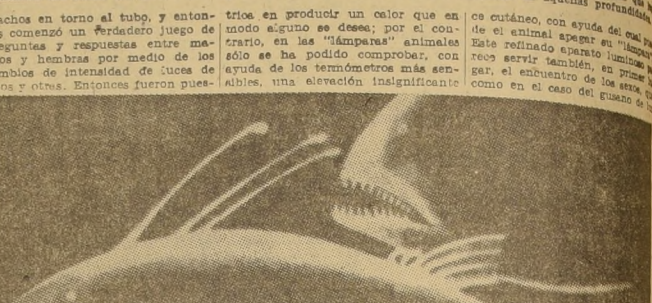 achos en torno al tubo, y enton-
s comenzó un verdadero juego de
eguntas y respuestas entre ma-
os y hembras por medio de los
mbios de intensidad de luces de
os y otras. Entonces fueron pues-
trica en producir un calor que en
modo alguno se desea; por el con-
trario, en las "lámparas" animales
sólo se ha podido comprobar, con
ayuda de los termómetros más sen-
sibles, una elevación insignificante
profundidades
ce cutáneo, con ayuda del cual
de el animal apagar su "lámpara
Este refinado aparato luminoso
rece servir también, en primer
gar, el encuentro de los sexos,
como en el caso del gusano de